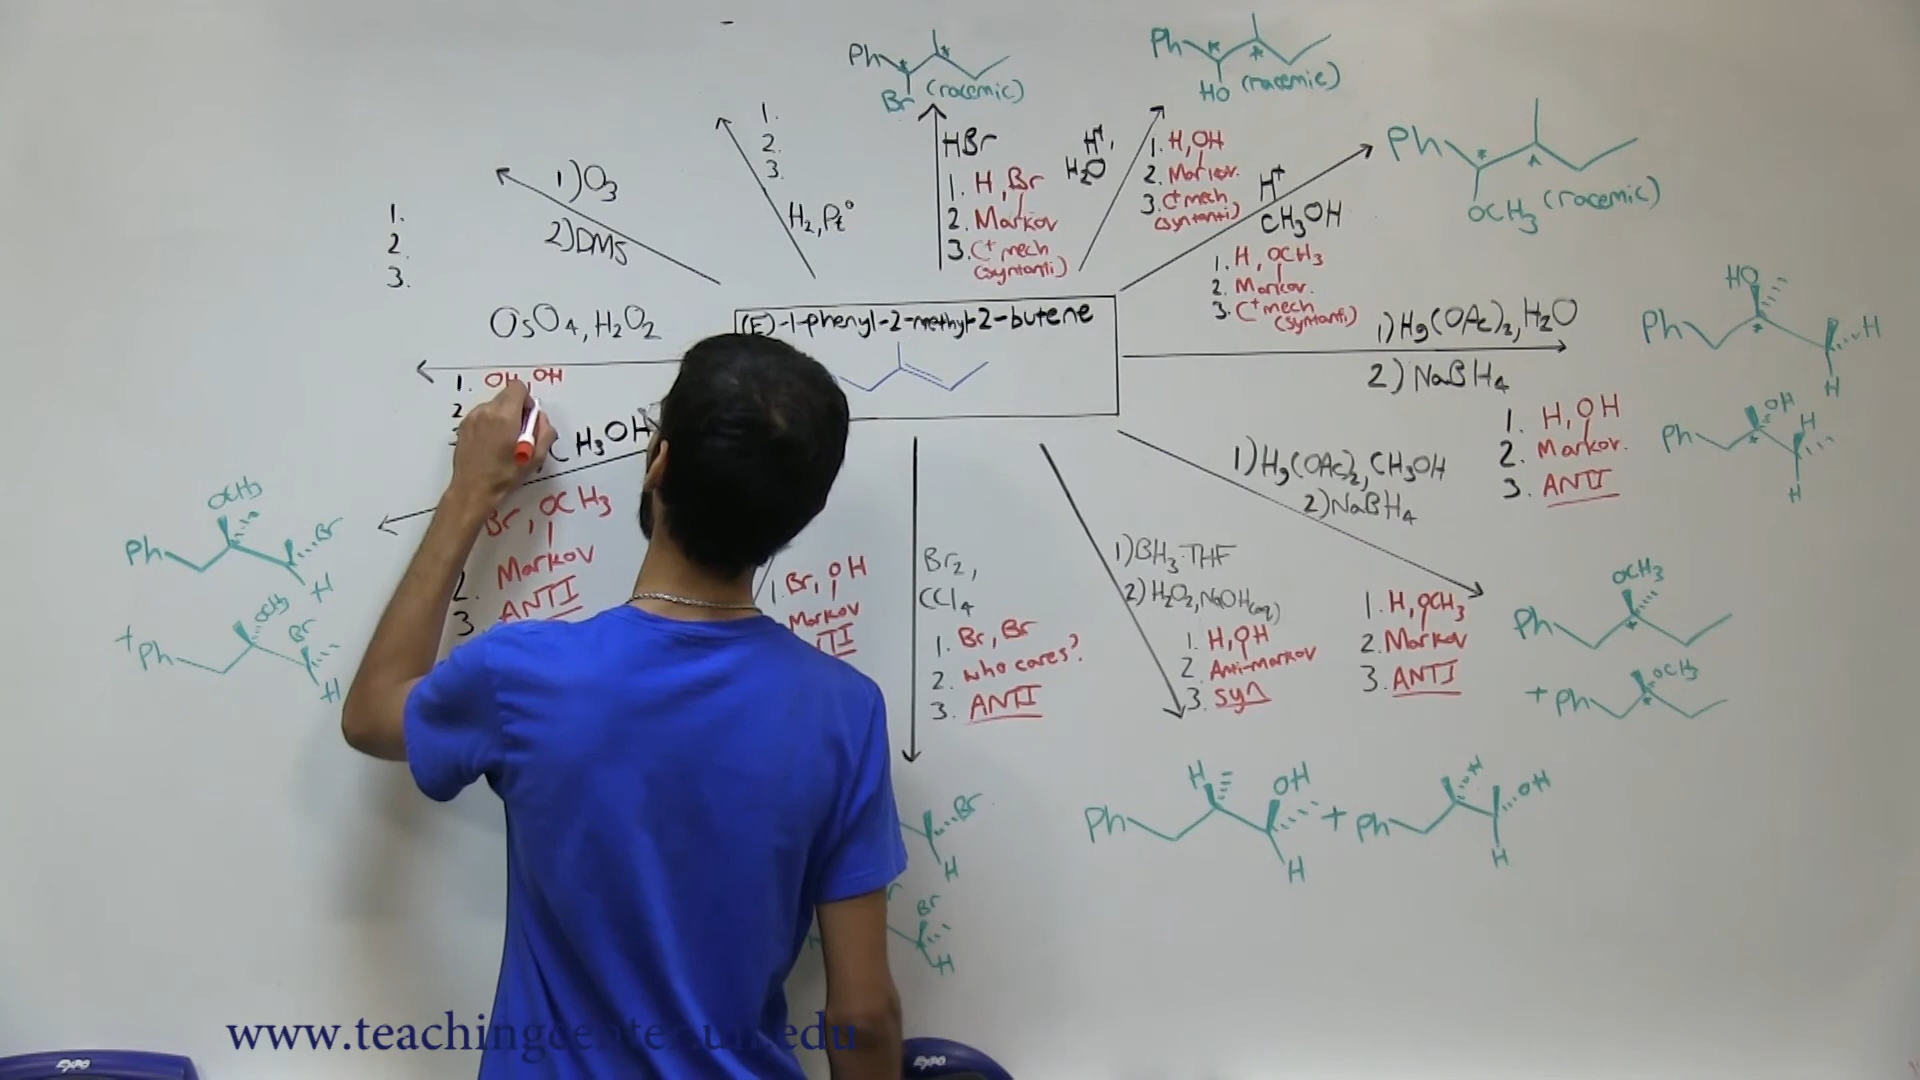 Ph
Br (racemic)
Ph
HO (racemic)
Ph
OCH3 (racemic)
1.
2.
3.
H2, Pt°
HBr
1. H, Br
2. Markov
3. C+ mech
(syn+anti)
H+,
H2O
1. H, OH
2. Markov.
3. C+ mech
(syn+anti)
H+
CH3OH
1. H, OCH3
2. Markov.
3. C+ mech
(syn+anti)
1) O3
2) DMS
1.
2.
3.
OsO4, H2O2
1. OH, OH
2
3
(E)-1-phenyl-2-methyl-2-butene
1) Hg(OAc)2, H2O
2) NaBH4
1. H, OH
2. Markov.
3. ANTI
HO
Ph
H
H
OH
H
Ph
H
CH3OH
Br, OCH3
2. Markov
3. ANTI
OCH3
Br
Ph
H
OCH3
+
Br
Ph
H
1. Br, OH
Markov
TI
Br2,
CCl4
1. Br, Br
2. who cares?
3. ANTI
Br
H
Br
H
1) BH3·THF
2) H2O2, NaOH(aq)
1. H, OH
2. Anti-markov
3. syn
H
OH
Ph
H
+
H
OH
Ph
H
1) Hg(OAc)2, CH3OH
2) NaBH4
1. H, OCH3
2. Markov
3. ANTI
OCH3
Ph
+
OCH3
Ph
www.teachingcenter.u
.edu
expo
expo